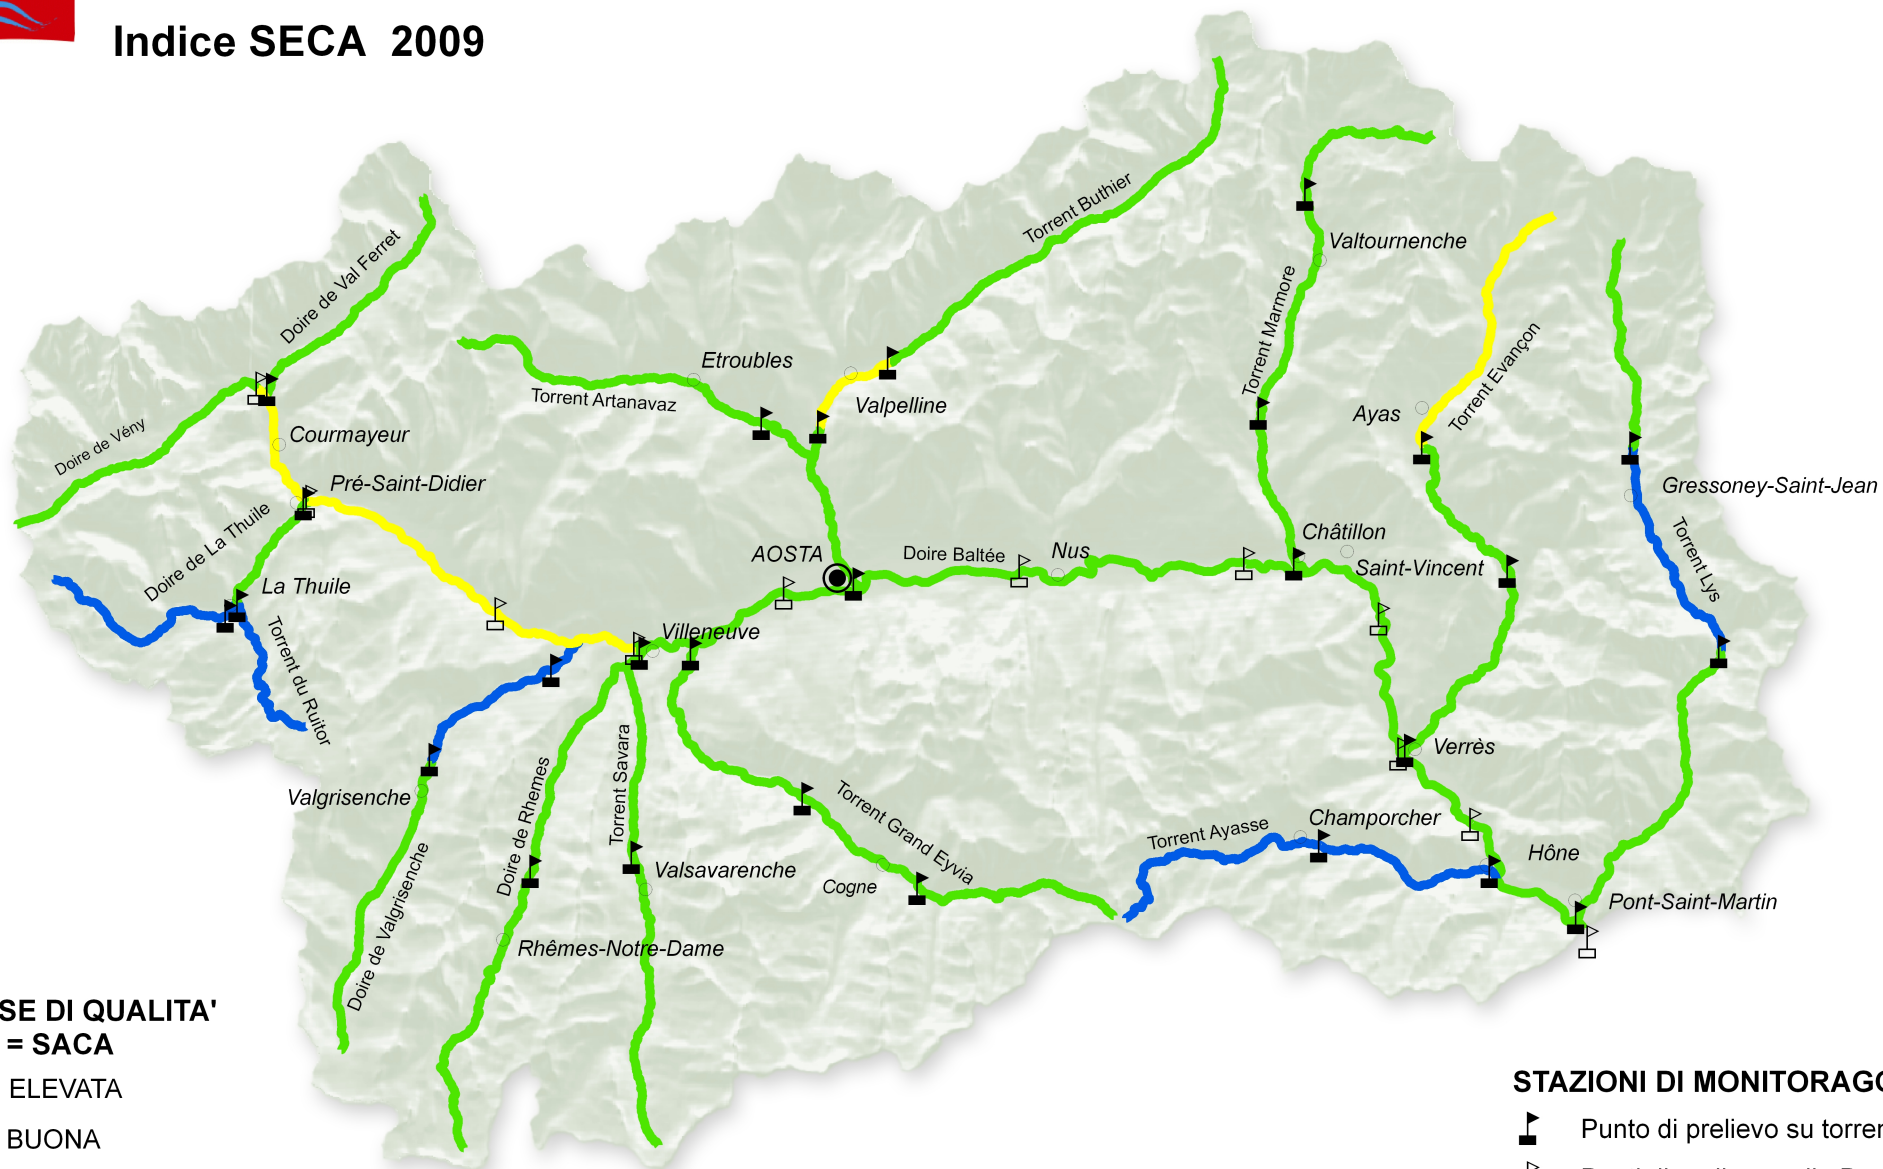 Indice SECA 2009
Torrent Buthier
Valtournenche
Doire de Val Ferret
Torrent Marmore
Torrent Evançon
Etroubles
Torrent Artanavaz
Valpelline
Ayas
Courmayeur
Doire de Vény
Pré-Saint-Didier
Gressoney-Saint-Jean
Doire de La Thuile
La Thuile
AOSTA
Doire Baltée
Nus
Châtillon
Saint-Vincent
Torrent Lys
Torrent du Ruitor
Villeneuve
Torrent Savara
Doire de Rhemes
Verrès
Valgrisenche
Torrent Grand Eyvia
Torrent Ayasse
Champorcher
Hône
Valsavarenche
Cogne
Pont-Saint-Martin
Doire de Valgrisenche
Rhêmes-Notre-Dame
SE DI QUALITA'
= SACA
ELEVATA
BUONA
STAZIONI DI MONITORAGG
Punto di prelievo su torren